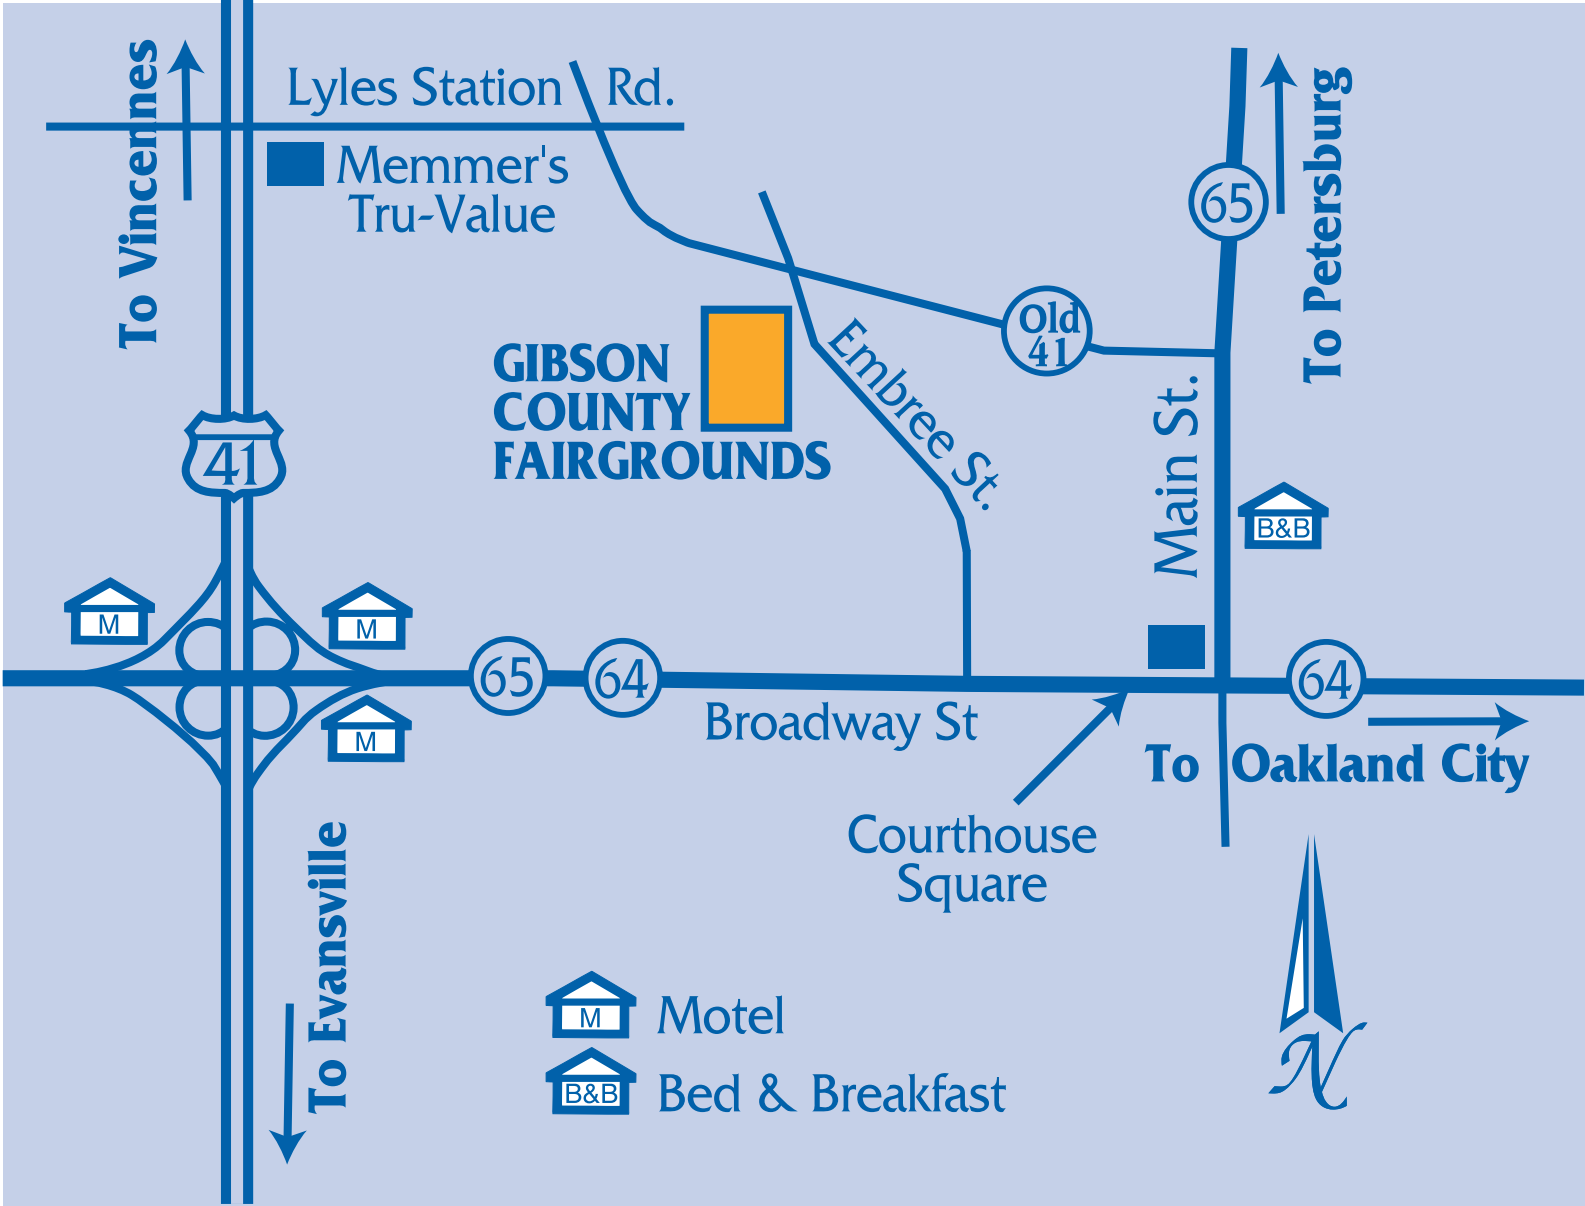 To Vincennes
Lyles Station Rd.
Memmer's
Tru-Value
65
To Petersburg
Old
41
GIBSON
COUNTY
FAIRGROUNDS
Embree St.
Main St.
41
B&B
M
M
65
64
64
M
Broadway St
To Oakland City
Courthouse
Square
To Evansville
M
Motel
B&B
Bed & Breakfast
N